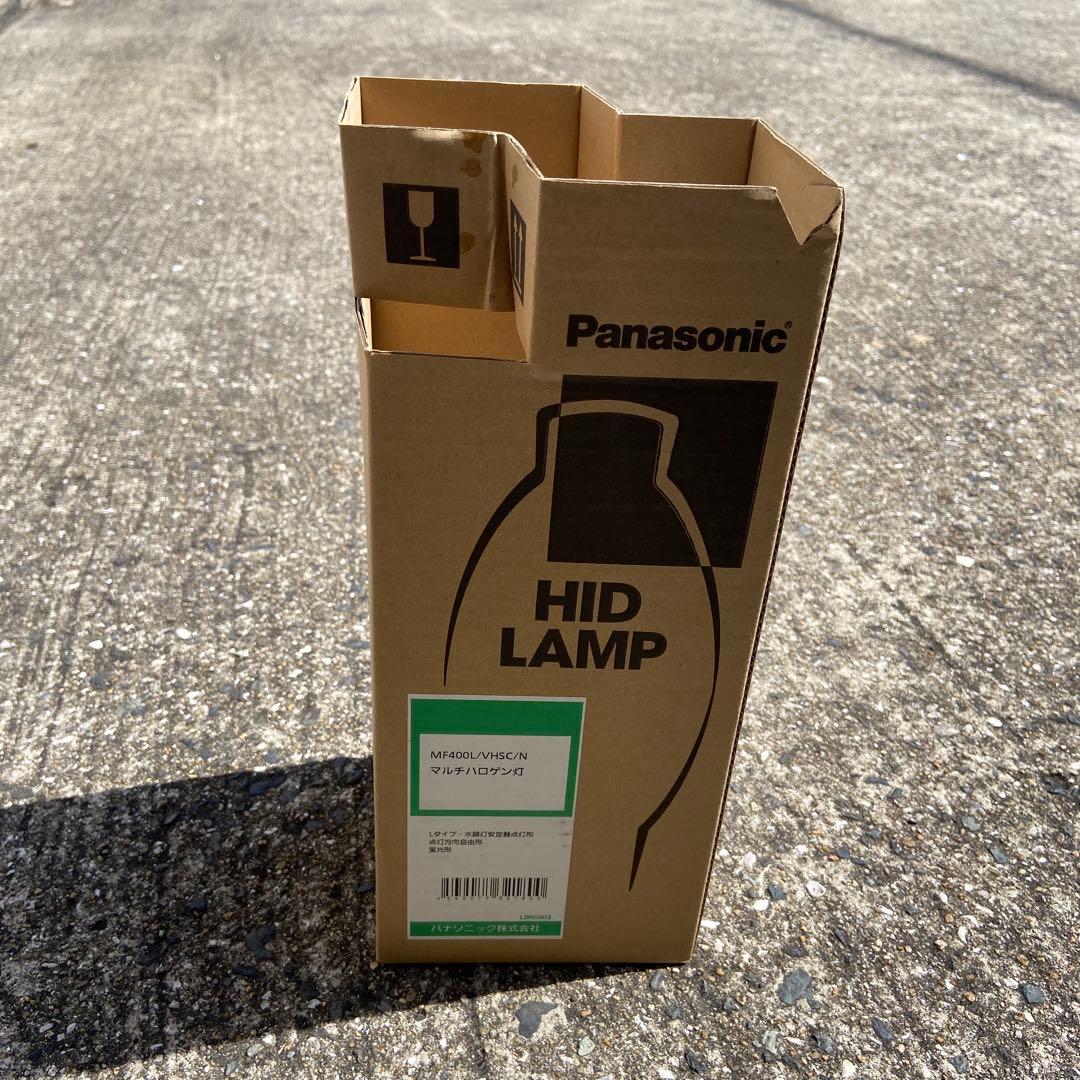 Panasonic®
HID
LAMP
MF400L/VHSC/N
マルチハロゲン灯
Lタイプ・水銀灯安定器点灯形
点灯方向自由形
蛍光形
パナソニック株式会社